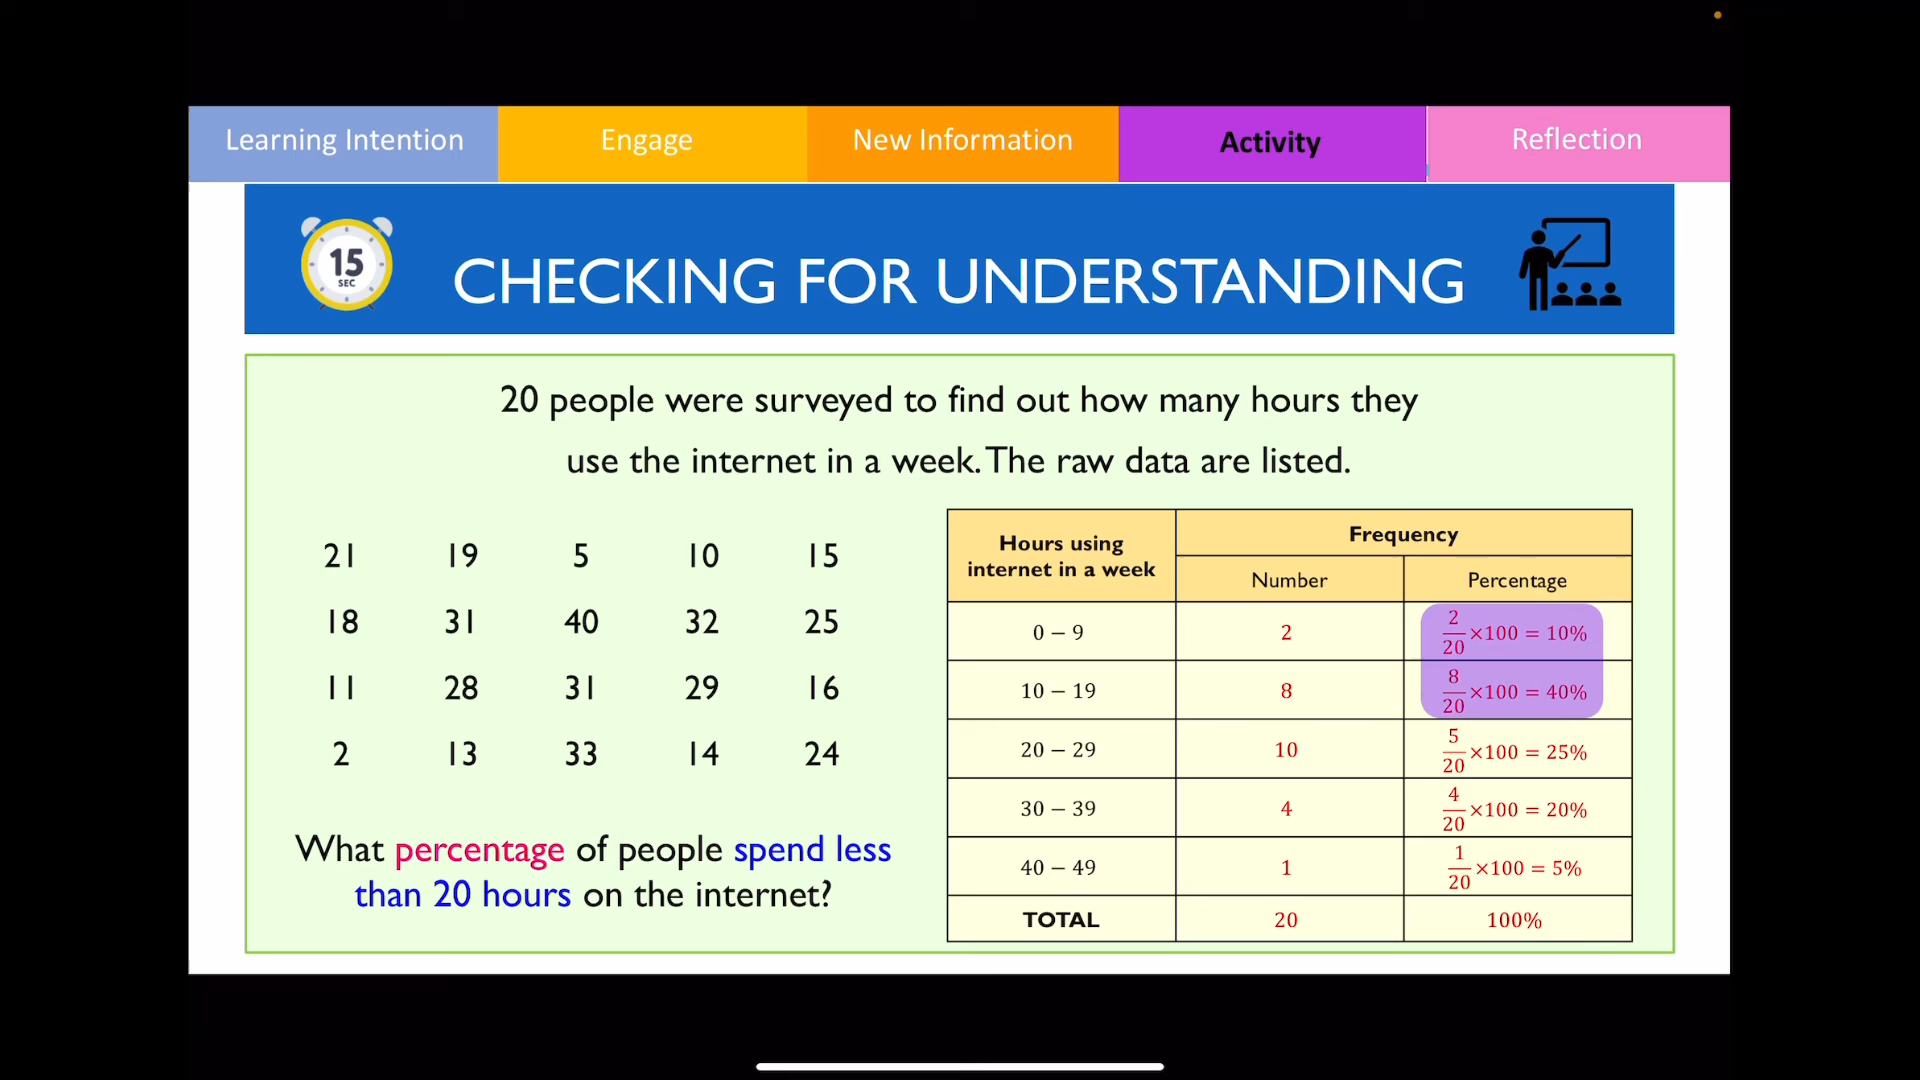 Learning Intention Engage New Information Activity Reflection
15 SEC
CHECKING FOR UNDERSTANDING
20 people were surveyed to find out how many hours they
use the internet in a week. The raw data are listed.
21 19 5 10 15
18 31 40 32 25
11 28 31 29 16
2 13 33 14 24
What percentage of people spend less
than 20 hours on the internet?
Hours using internet in a week Frequency
Number Percentage
0 – 9 2 2/20 ×100 = 10%
10 – 19 8 8/20 ×100 = 40%
20 – 29 10 5/20 ×100 = 25%
30 – 39 4 4/20 ×100 = 20%
40 – 49 1 1/20 ×100 = 5%
TOTAL 20 100%